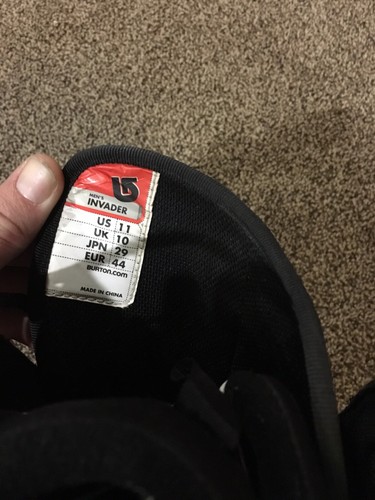 MEN'S
INVADER
US 11
UK 10
JPN 29
EUR 44
BURTON.com
MADE IN CHINA